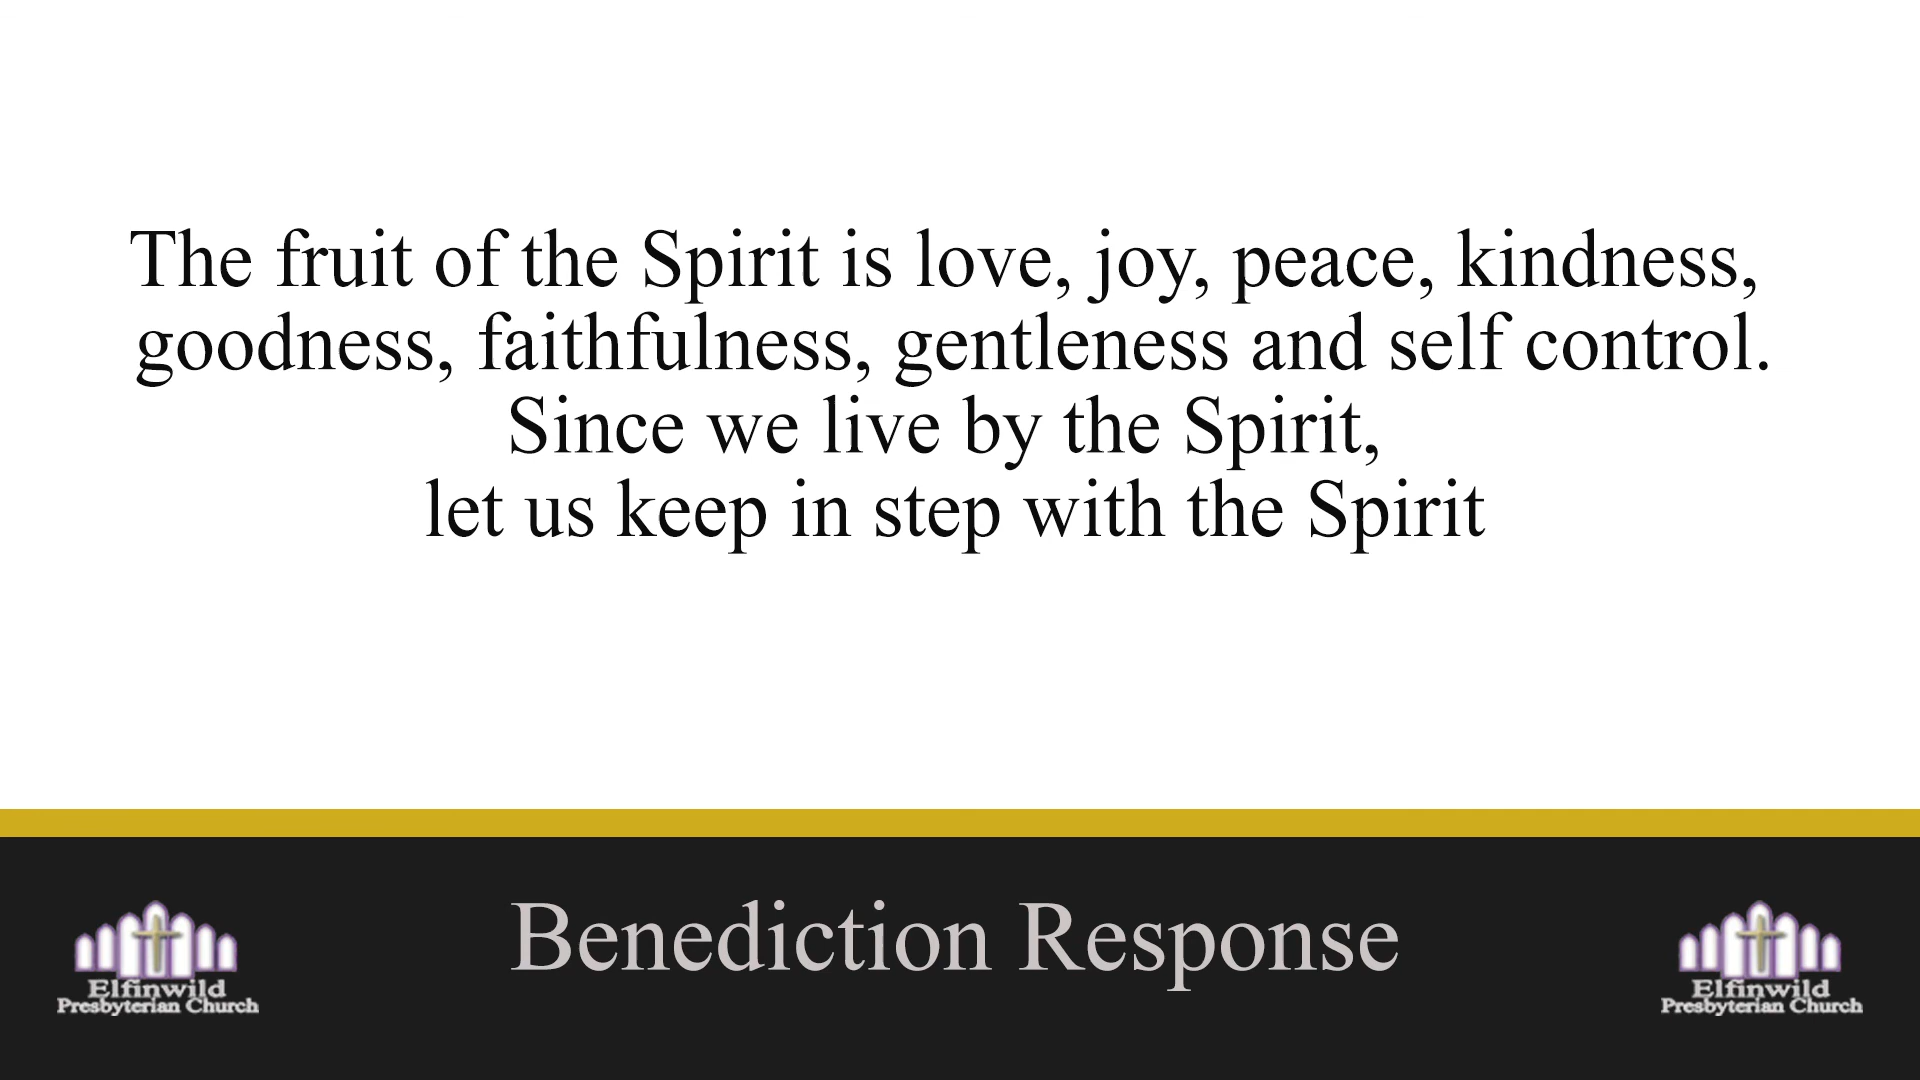 The fruit of the Spirit is love, joy, peace, kindness,
goodness, faithfulness, gentleness and self control.
Since we live by the Spirit,
let us keep in step with the Spirit
Benediction Response
Elfinwild
Presbyterian Church
Elfinwild
Presbyterian Church